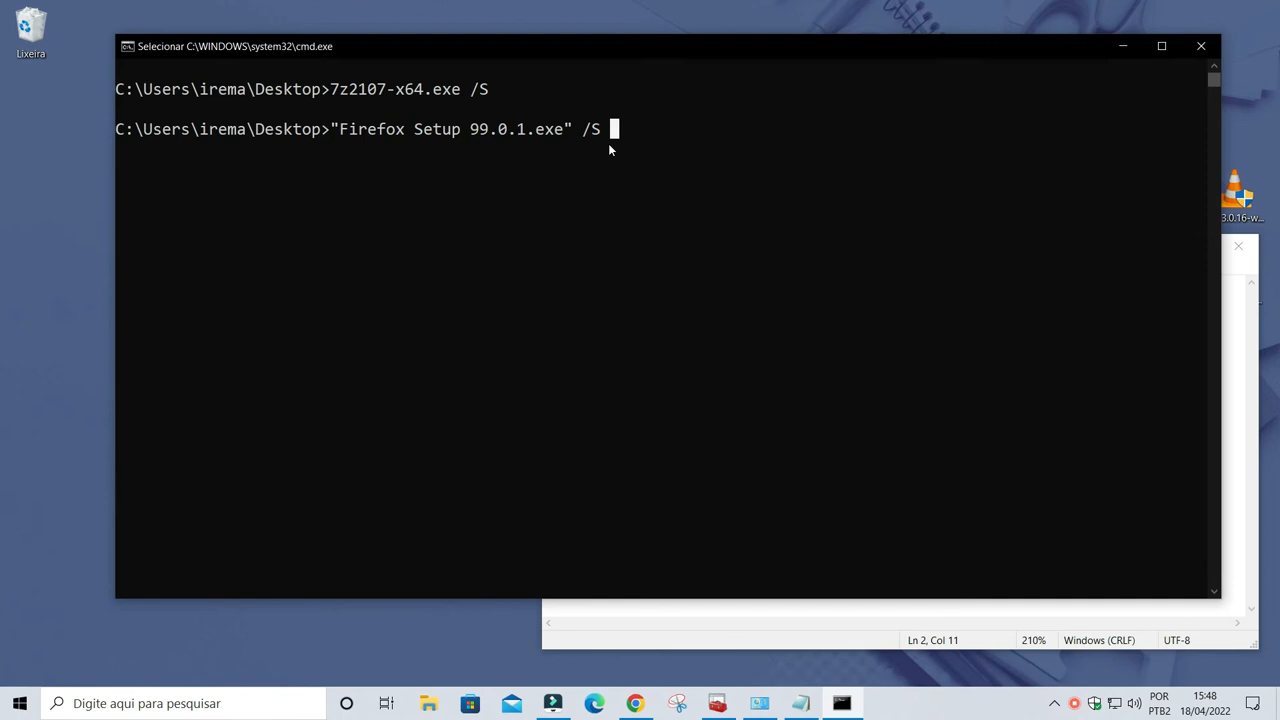 Lixeira
Selecionar C:\WINDOWS\system32\cmd.exe
C:\Users\irema\Desktop>7z2107-x64.exe /S
C:\Users\irema\Desktop>"Firefox Setup 99.0.1.exe" /S
3.0.16-w...
Ln 2, Col 11
210%
Windows (CRLF)
UTF-8
Digite aqui para pesquisar
POR
PTB2
15:48
18/04/2022